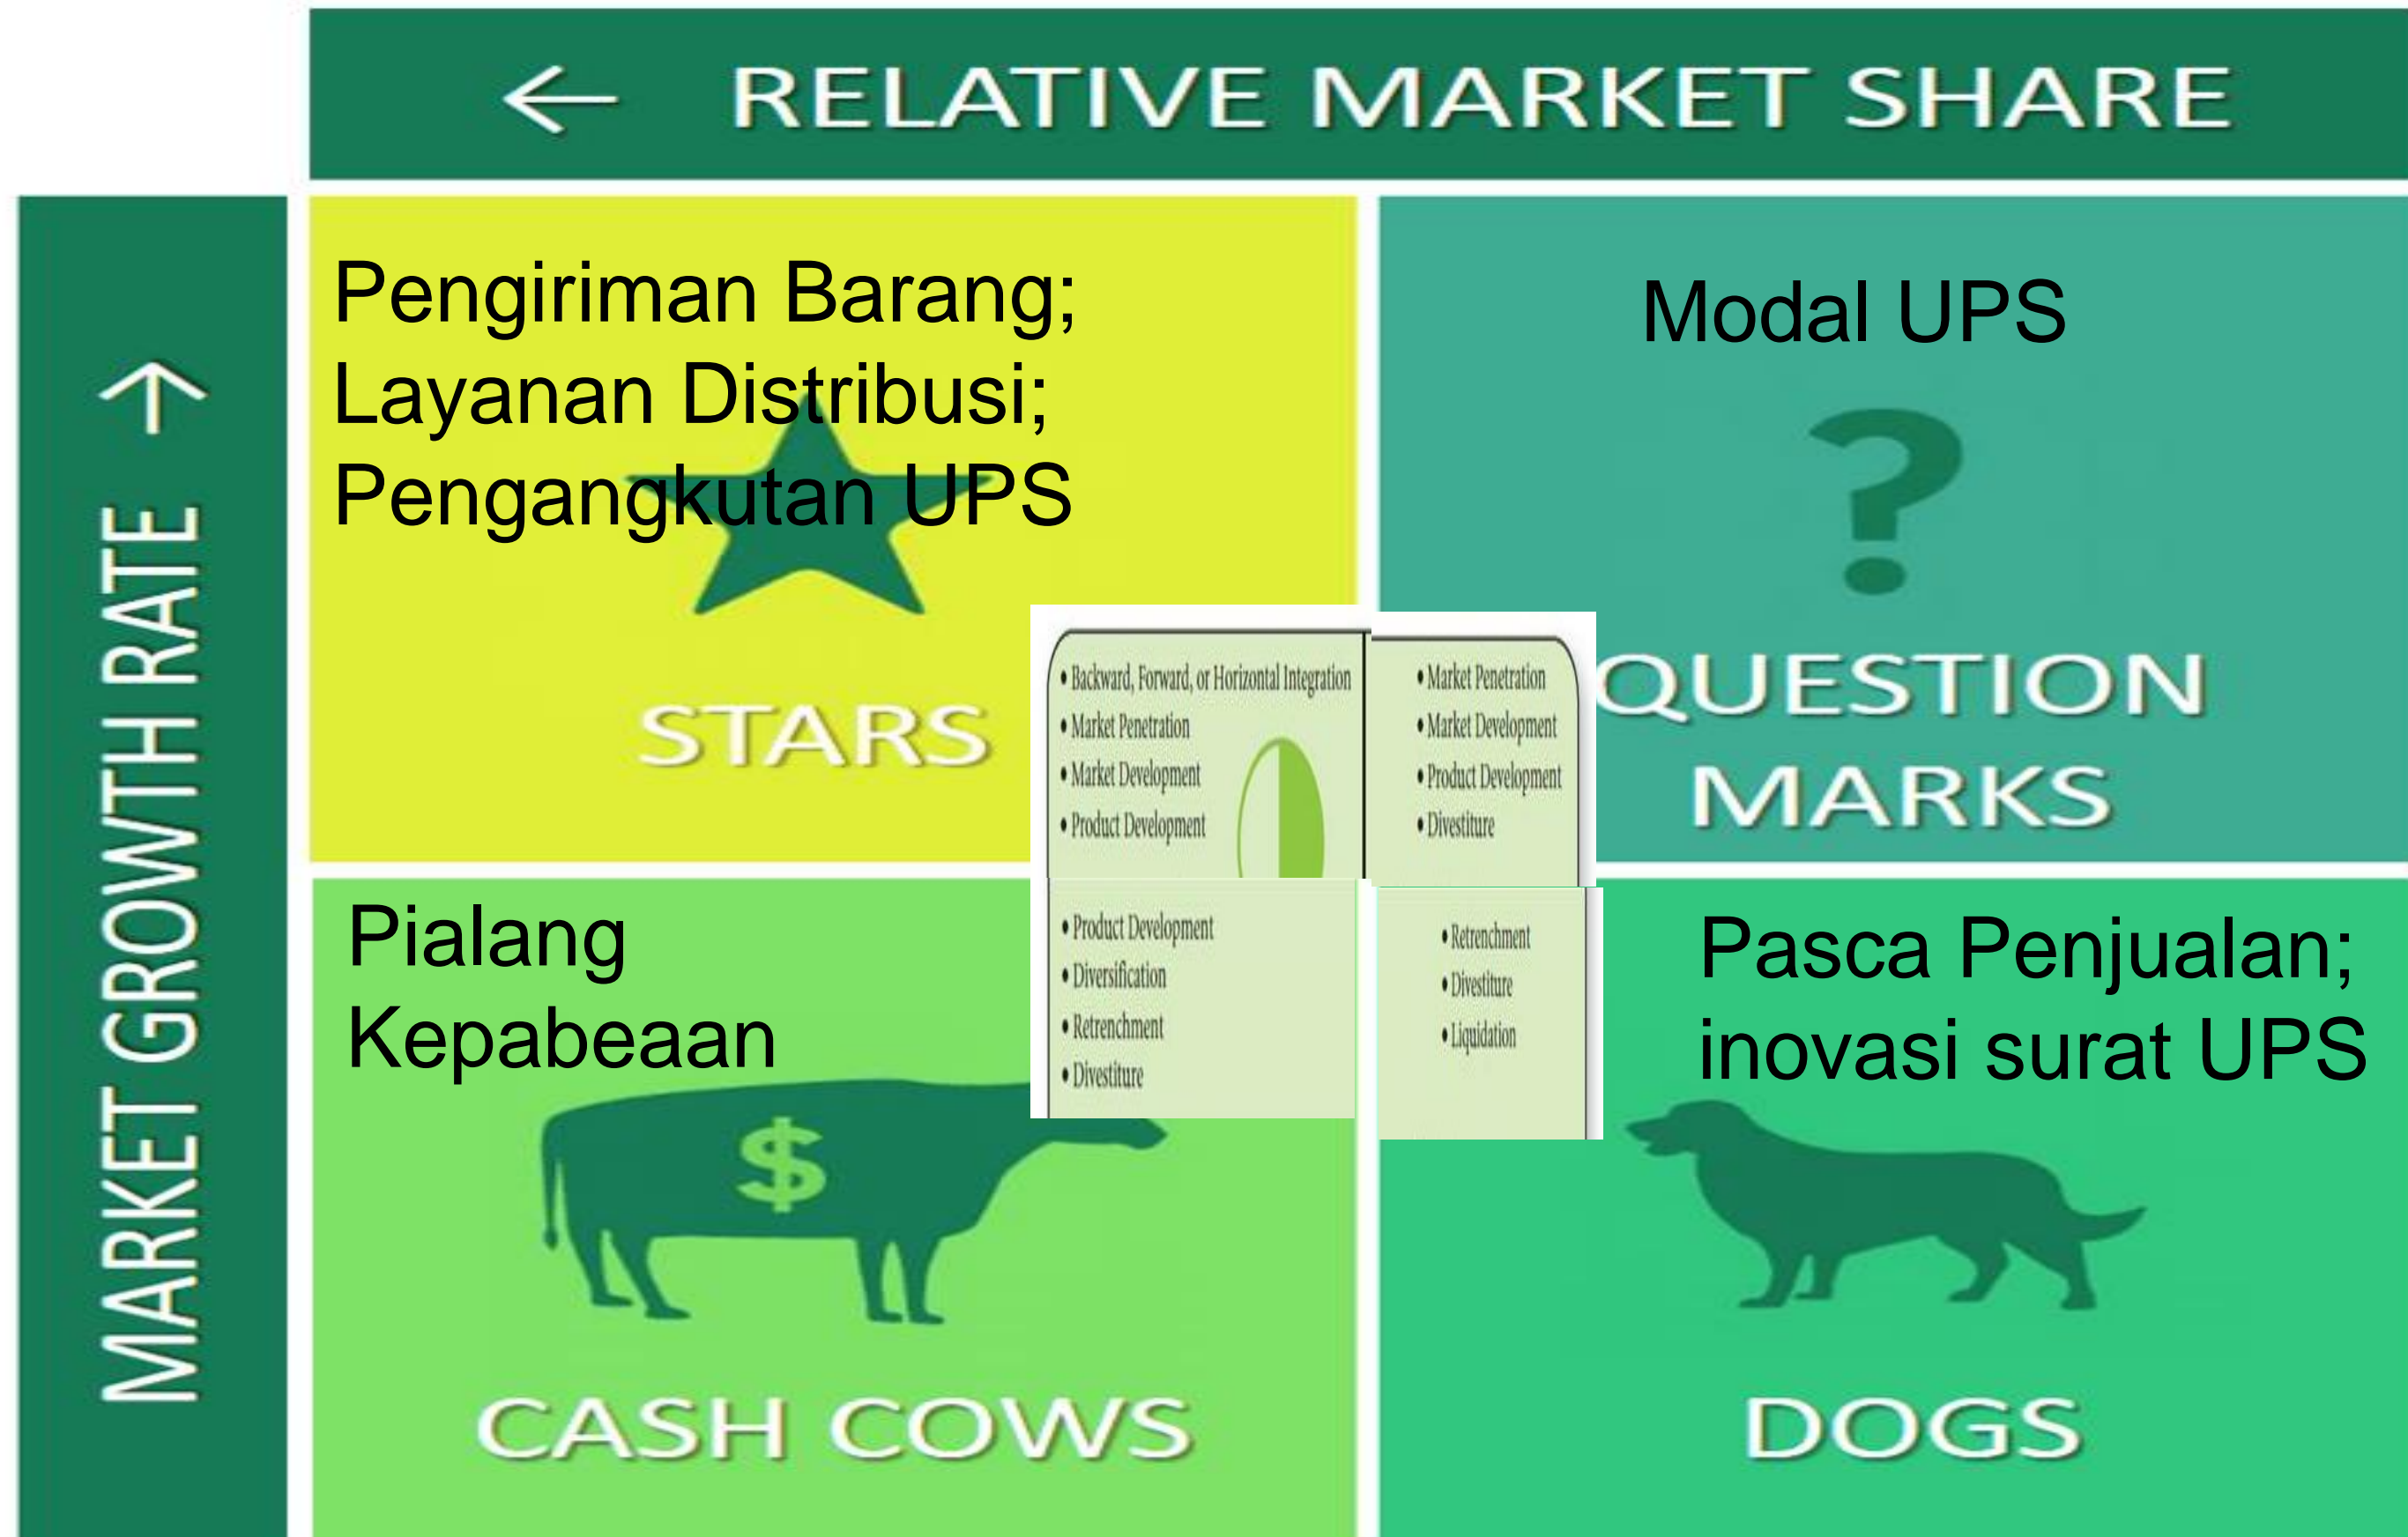 ← RELATIVE MARKET SHARE
MARKET GROWTH RATE →
Pengiriman Barang;
Layanan Distribusi;
Pengangkutan UPS
STARS
Modal UPS
?
QUESTION
MARKS
• Backward, Forward, or Horizontal Integration
• Market Penetration
• Market Development
• Product Development
• Market Penetration
• Market Development
• Product Development
• Divestiture
Pialang
Kepabeaan
• Product Development
• Diversification
• Retrenchment
• Divestiture
$
CASH COWS
• Retrenchment
• Divestiture
• Liquidation
Pasca Penjualan;
inovasi surat UPS
DOGS